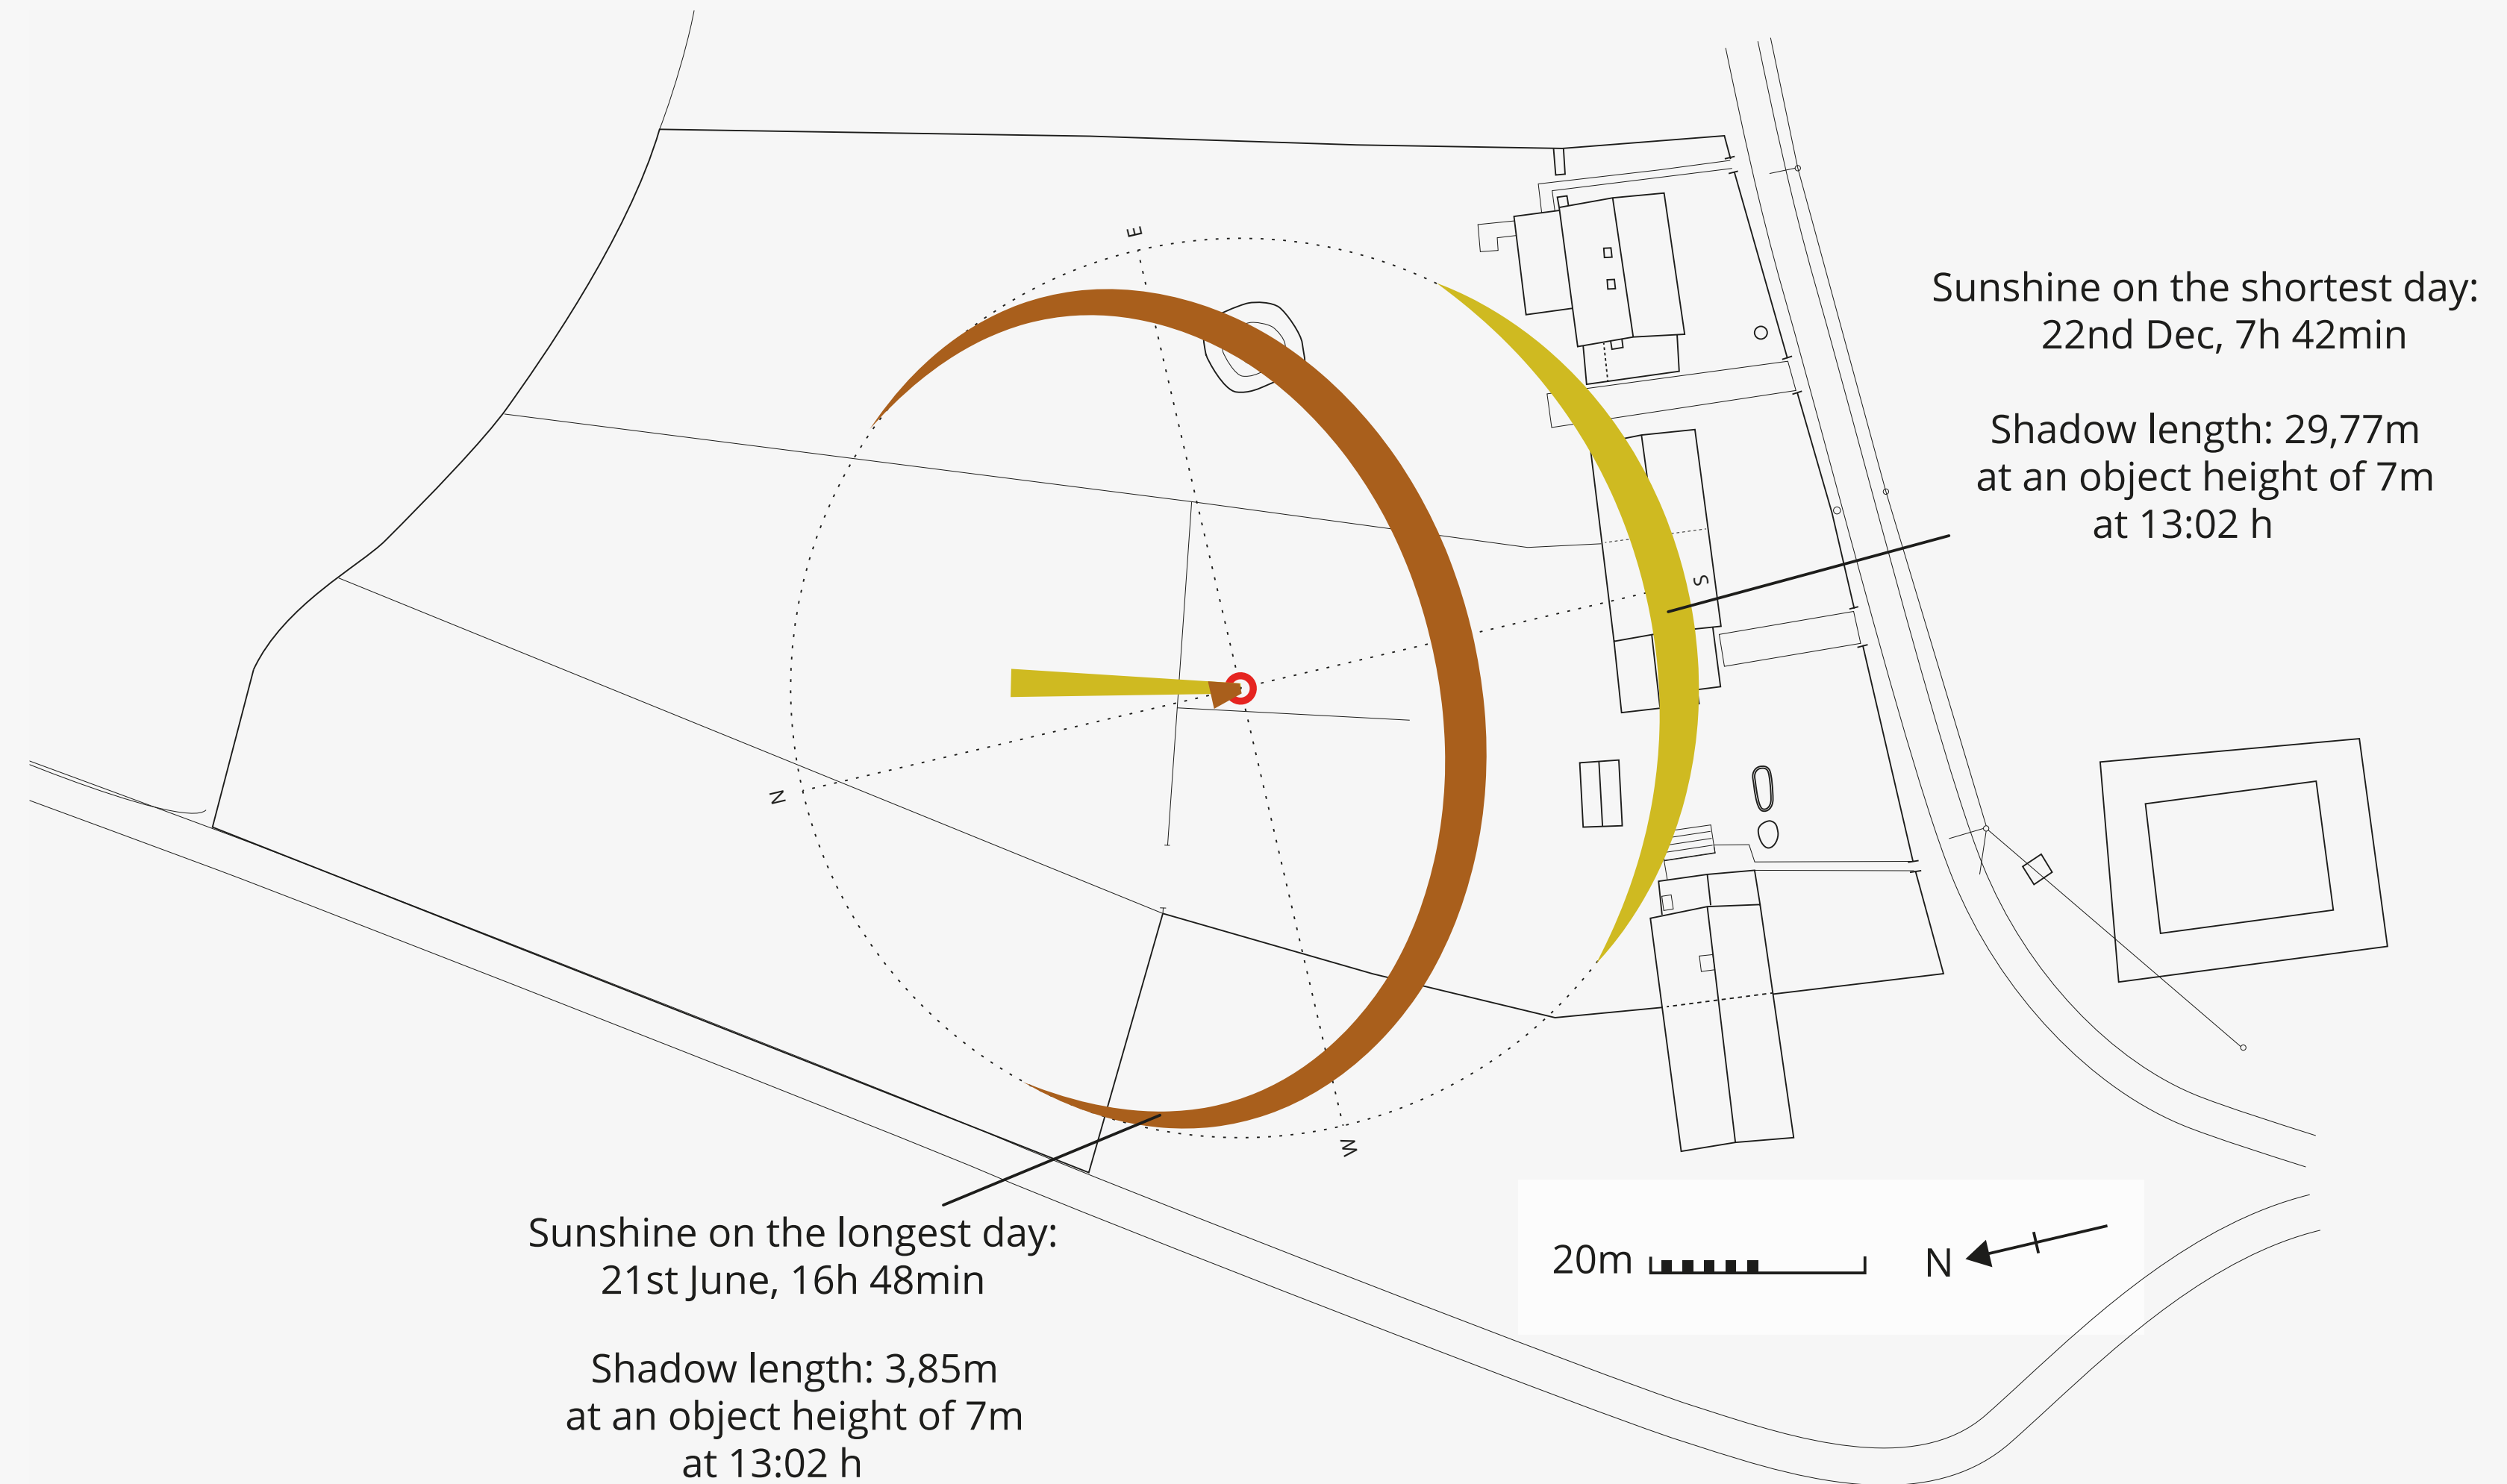 E
Sunshine on the shortest day:
22nd Dec, 7h 42min
Shadow length: 29,77m
at an object height of 7m
at 13:02 h
S
N
W
Sunshine on the longest day:
21st June, 16h 48min
Shadow length: 3,85m
at an object height of 7m
at 13:02 h
20m
N